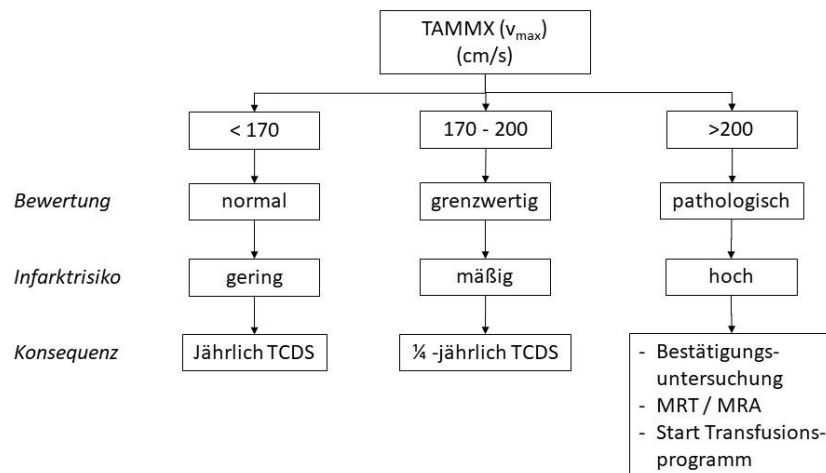 TAMMX (vmax)
(cm/s)
< 170
170 - 200
>200
Bewertung
normal
grenzwertig
pathologisch
Infarktrisiko
gering
mäßig
hoch
Konsequenz
Jährlich TCDS
¼ -jährlich TCDS
- Bestätigungs-
untersuchung
- MRT / MRA
- Start Transfusions-
programm